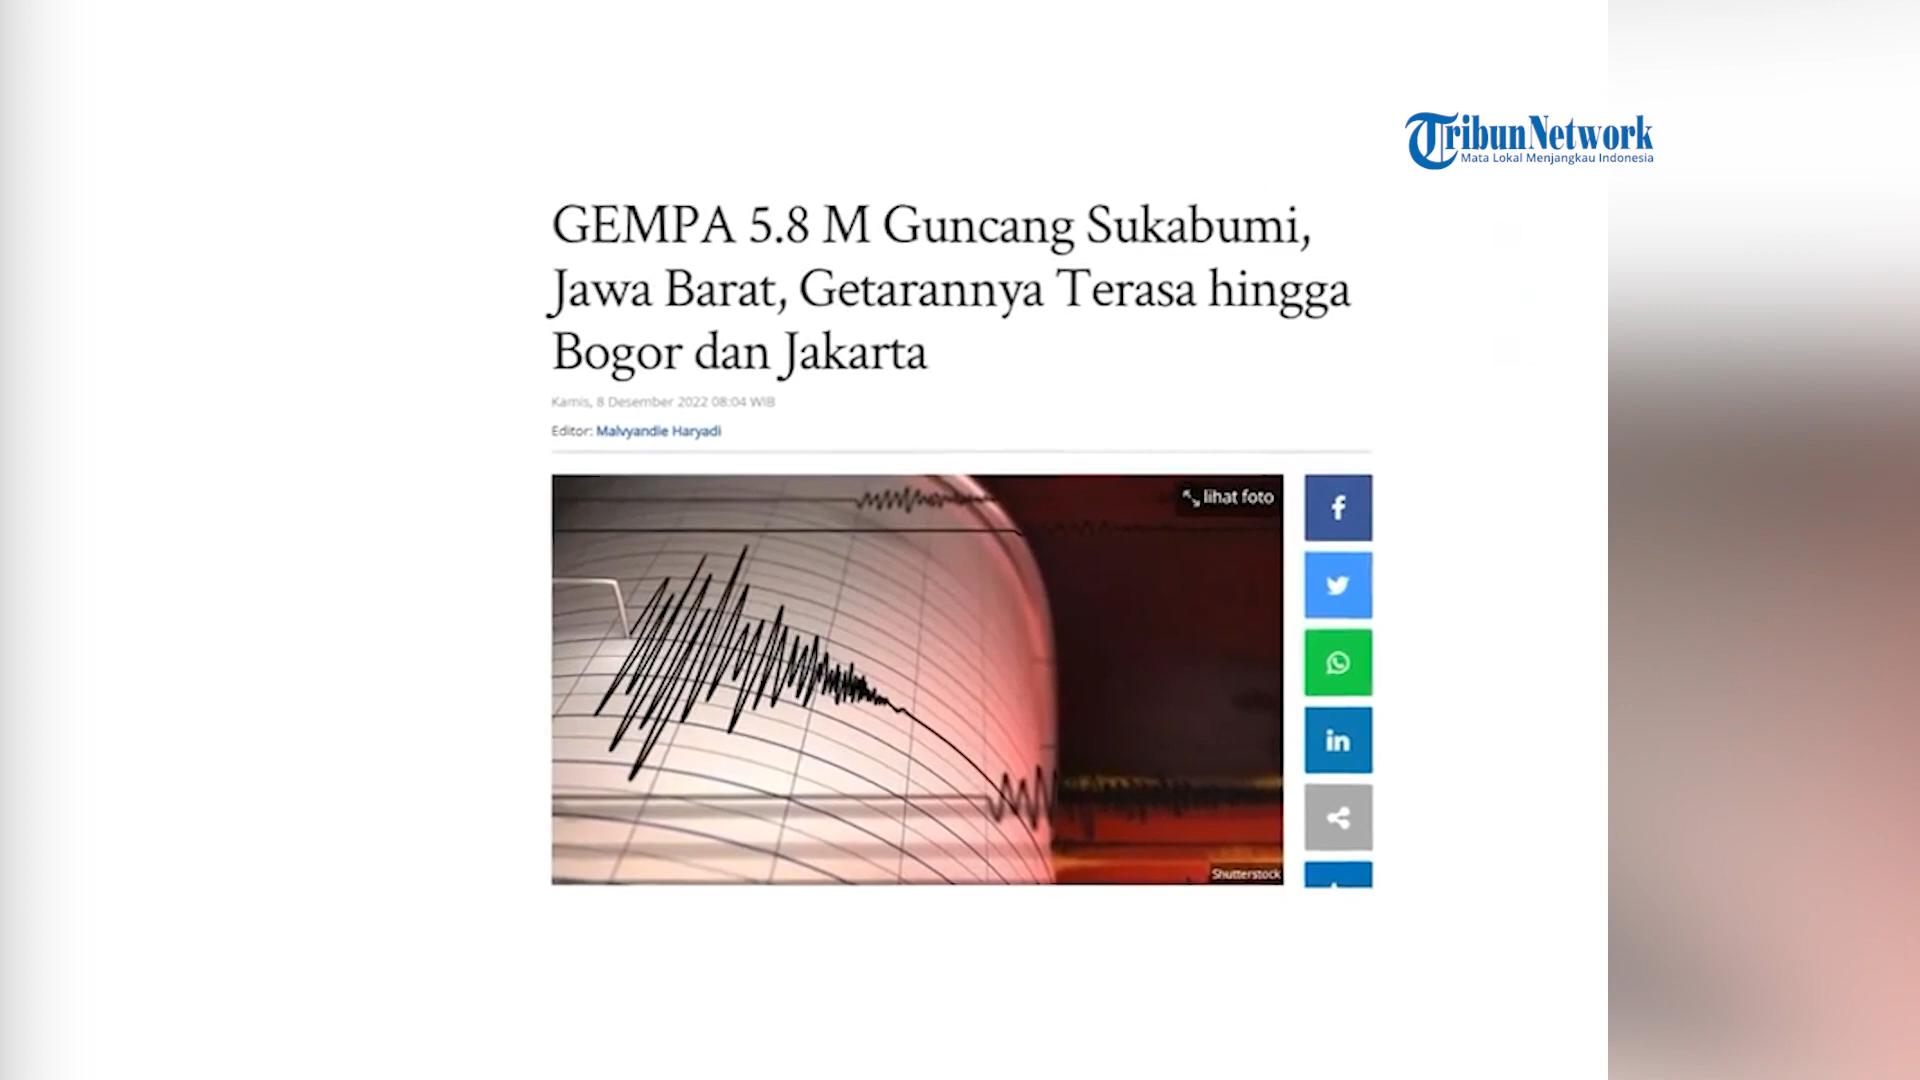 TribunNetwork
Mata Lokal Menjangkau Indonesia
GEMPA 5.8 M Guncang Sukabumi,
Jawa Barat, Getarannya Terasa hingga
Bogor dan Jakarta
Kamis, 8 Desember 2022 08:04 WIB
Editor: Malvyandie Haryadi
lihat foto
Shutterstock